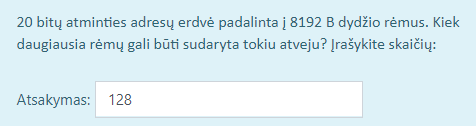 20 bitų atminties adresų erdvė padalinta į 8192 B dydžio rėmus. Kiek
daugiausia rėmų gali būti sudaryta tokiu atveju? Įrašykite skaičių:
Atsakymas: 128